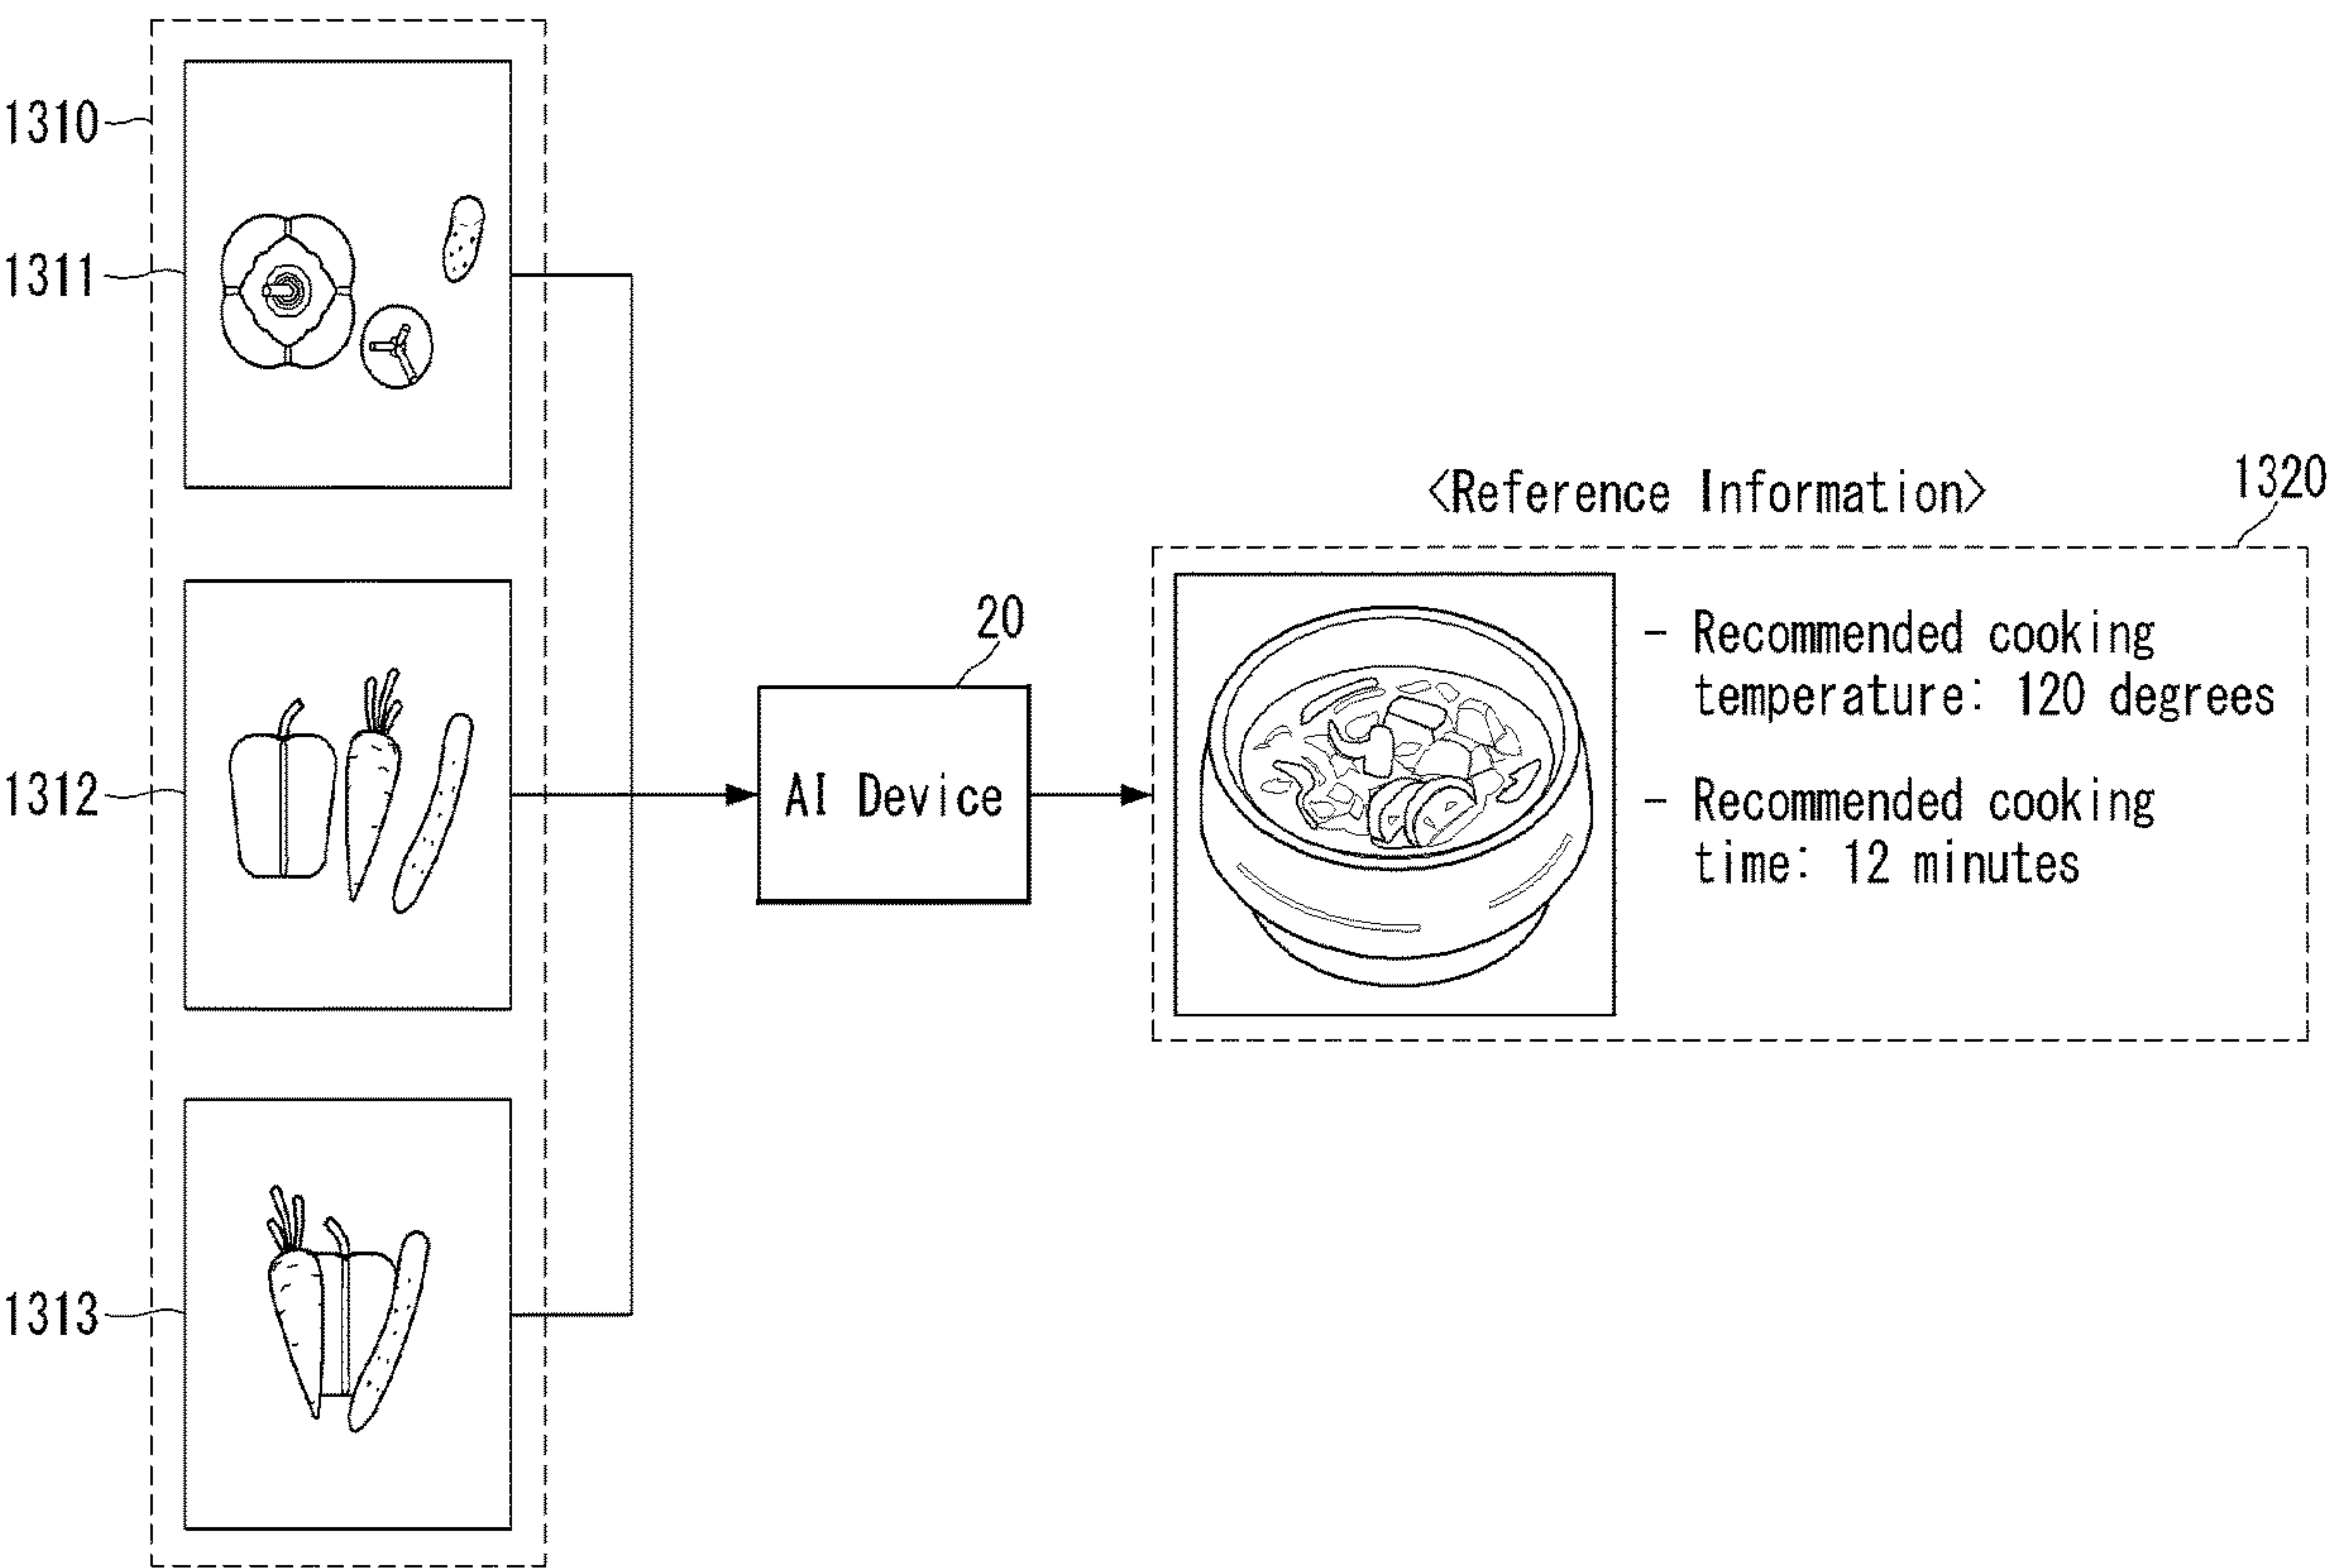 1310
1311
1312
1313
20
AI Device
<Reference Information>
1320
- Recommended cooking
temperature: 120 degrees
- Recommended cooking
time: 12 minutes